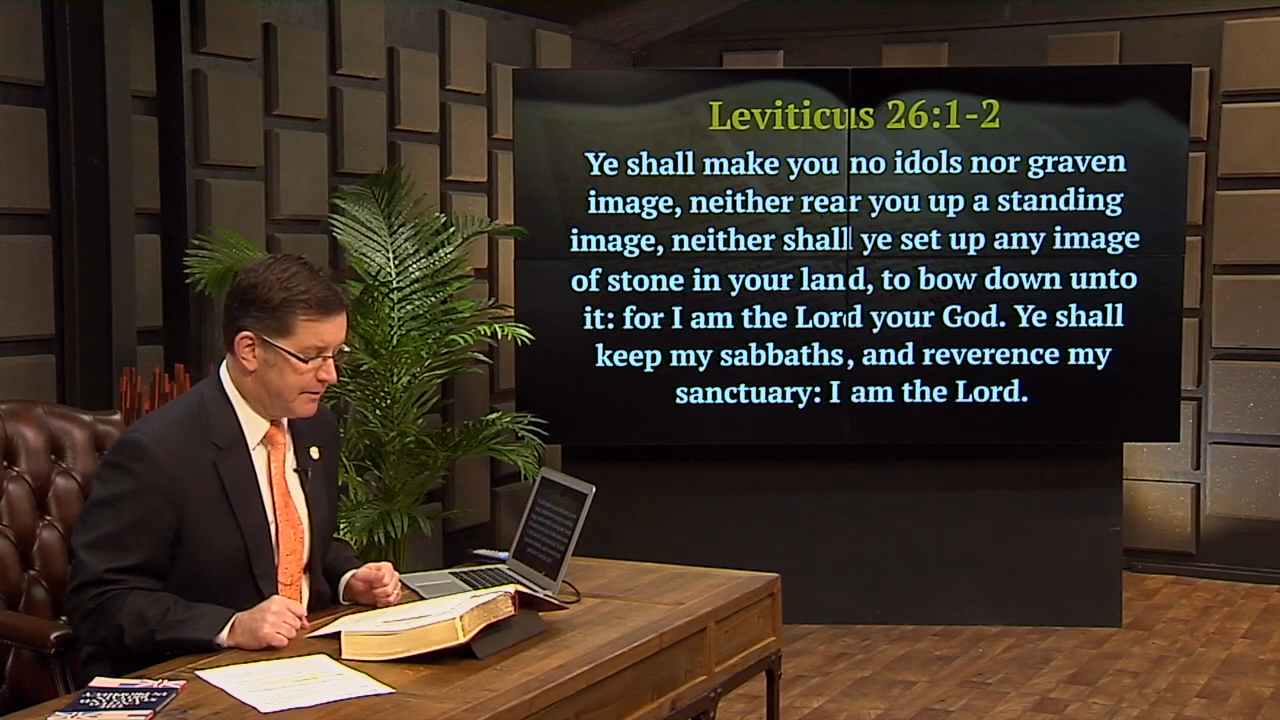 Leviticus 26:1-2
Ye shall make you no idols nor graven
image, neither rear you up a standing
image, neither shall ye set up any image
of stone in your land, to bow down unto
it: for I am the Lord your God. Ye shall
keep my sabbaths, and reverence my
sanctuary: I am the Lord.